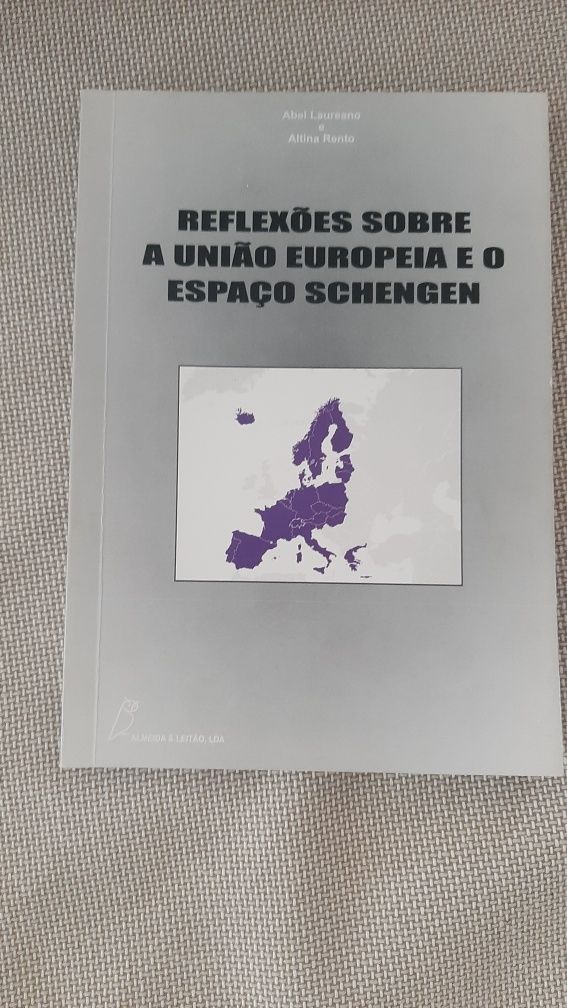 Abel Laureano
e
Altina Rento
REFLEXÕES SOBRE
A UNIÃO EUROPEIA E O
ESPAÇO SCHENGEN
ALMEIDA & LEITÃO, LDA